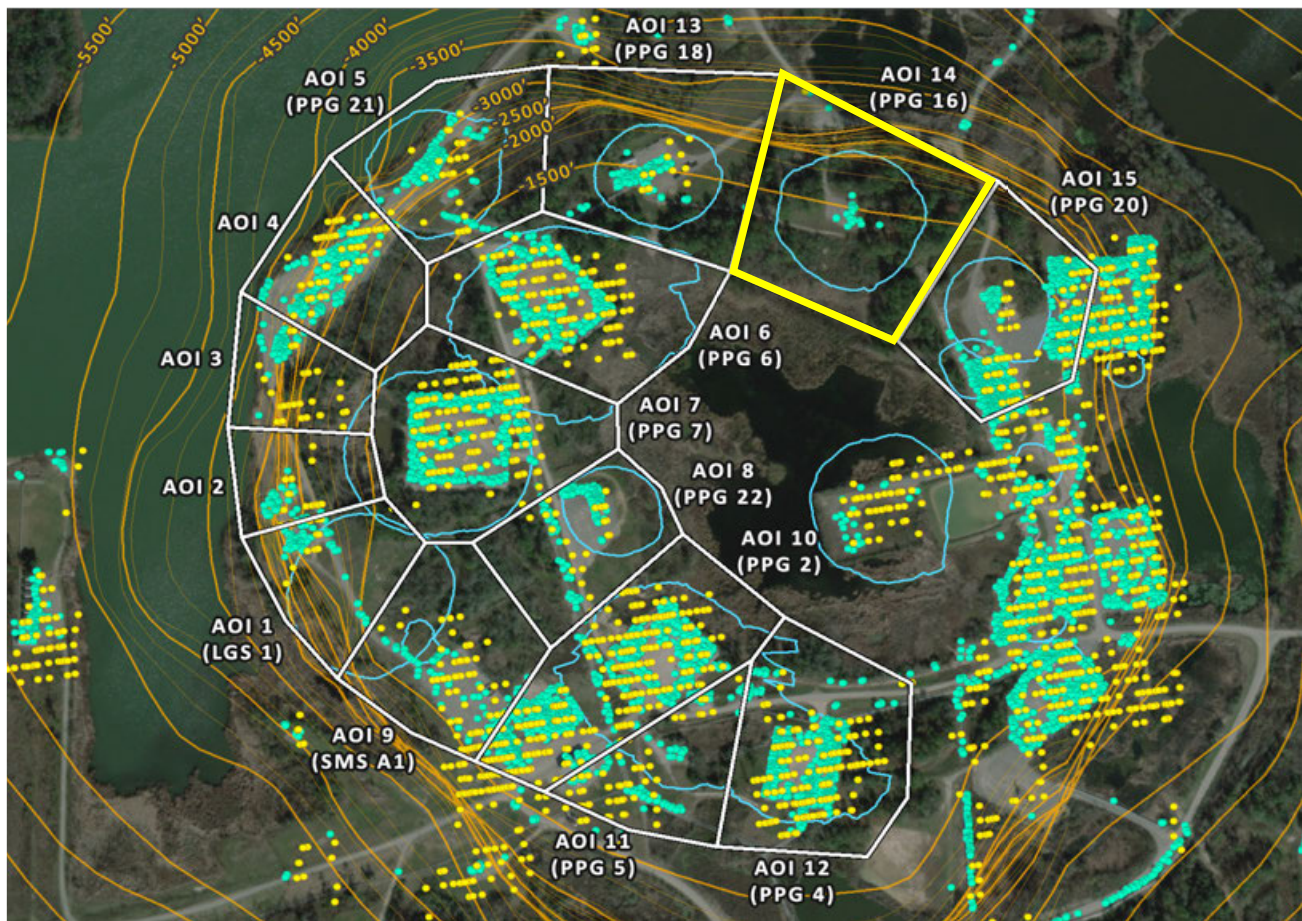 -5500'
-5000'
-4500'
-4000'
-3500'
-3000'
-2500'
-2000'
-1500'
AOI 13
(PPG 18)
AOI 5
(PPG 21)
AOI 14
(PPG 16)
AOI 15
(PPG 20)
AOI 4
AOI 3
AOI 6
(PPG 6)
AOI 7
(PPG 7)
AOI 2
AOI 8
(PPG 22)
AOI 10
(PPG 2)
AOI 1
(LGS 1)
AOI 9
(SMS A1)
AOI 11
(PPG 5)
AOI 12
(PPG 4)